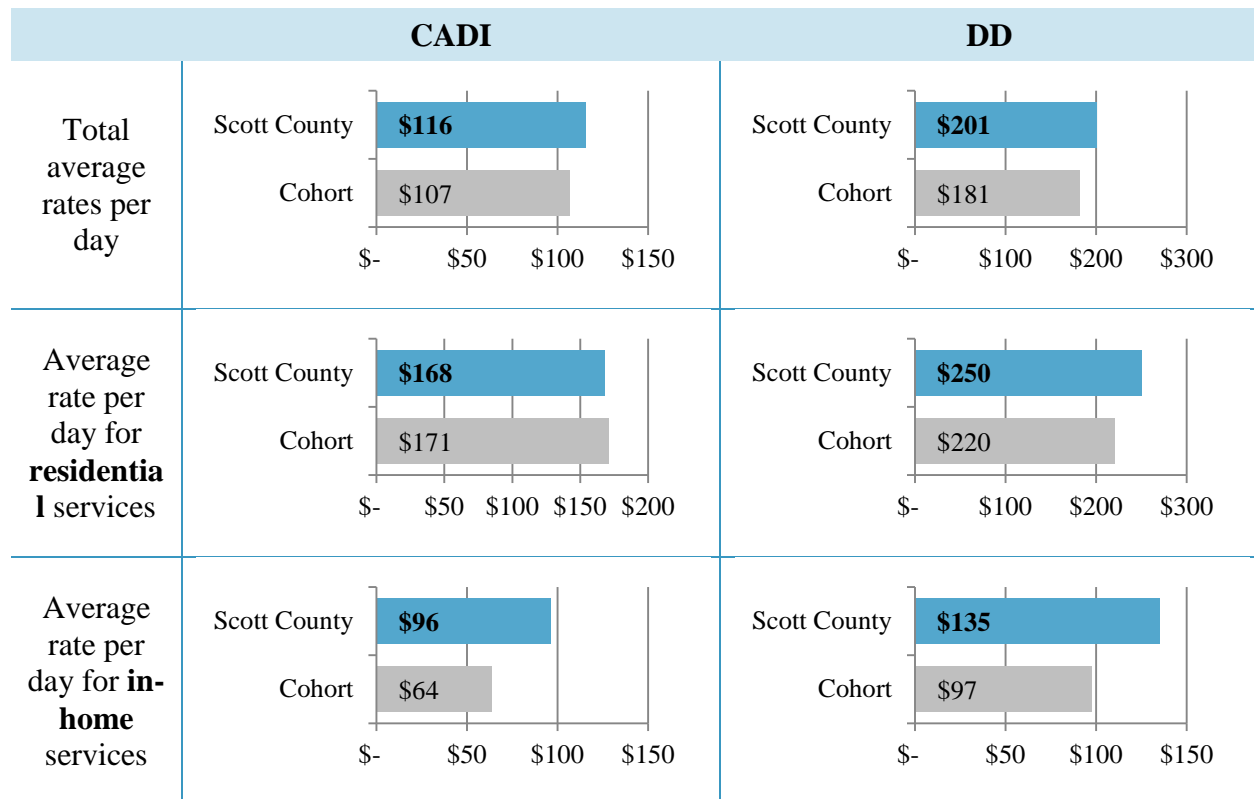 CADI DD
Total
average
rates per
day
Scott County $116
Cohort $107
$- $50 $100 $150
Scott County $201
Cohort $181
$- $100 $200 $300
Average
rate per
day for
residentia
l services
Scott County $168
Cohort $171
$- $50 $100 $150 $200
Scott County $250
Cohort $220
$- $100 $200 $300
Average
rate per
day for in-
home
services
Scott County $96
Cohort $64
$- $50 $100 $150
Scott County $135
Cohort $97
$- $50 $100 $150